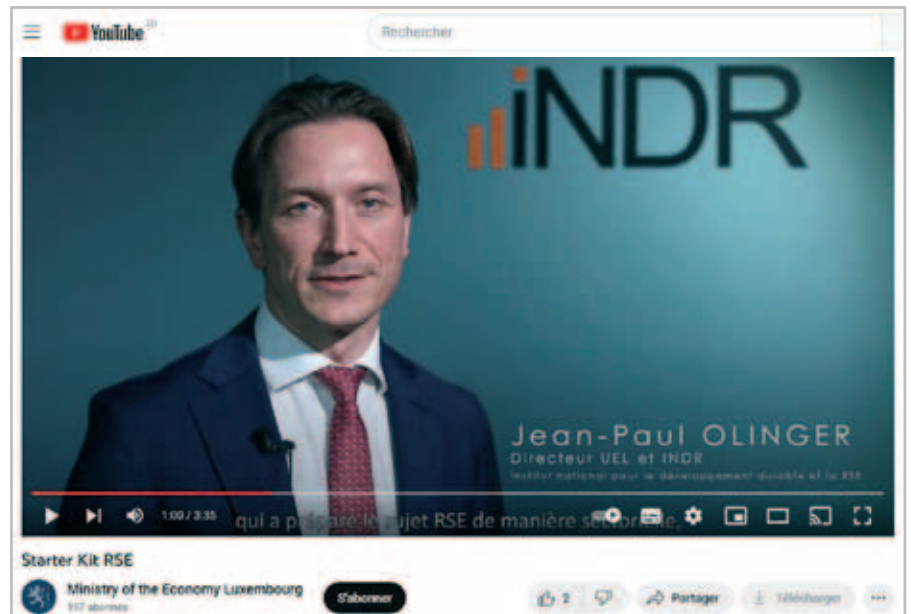 YouTube
Rechercher
iNDR
Jean-Paul OLINGER
Directeur UEL et INDR
Institut national pour le développement durable et la RSE
1:00 / 3:35
qui a préparé le sujet RSE de manière sectorielle,
Starter Kit RSE
Ministry of the Economy Luxembourg
abonnés
S'abonner
2
Partager
Télécharger